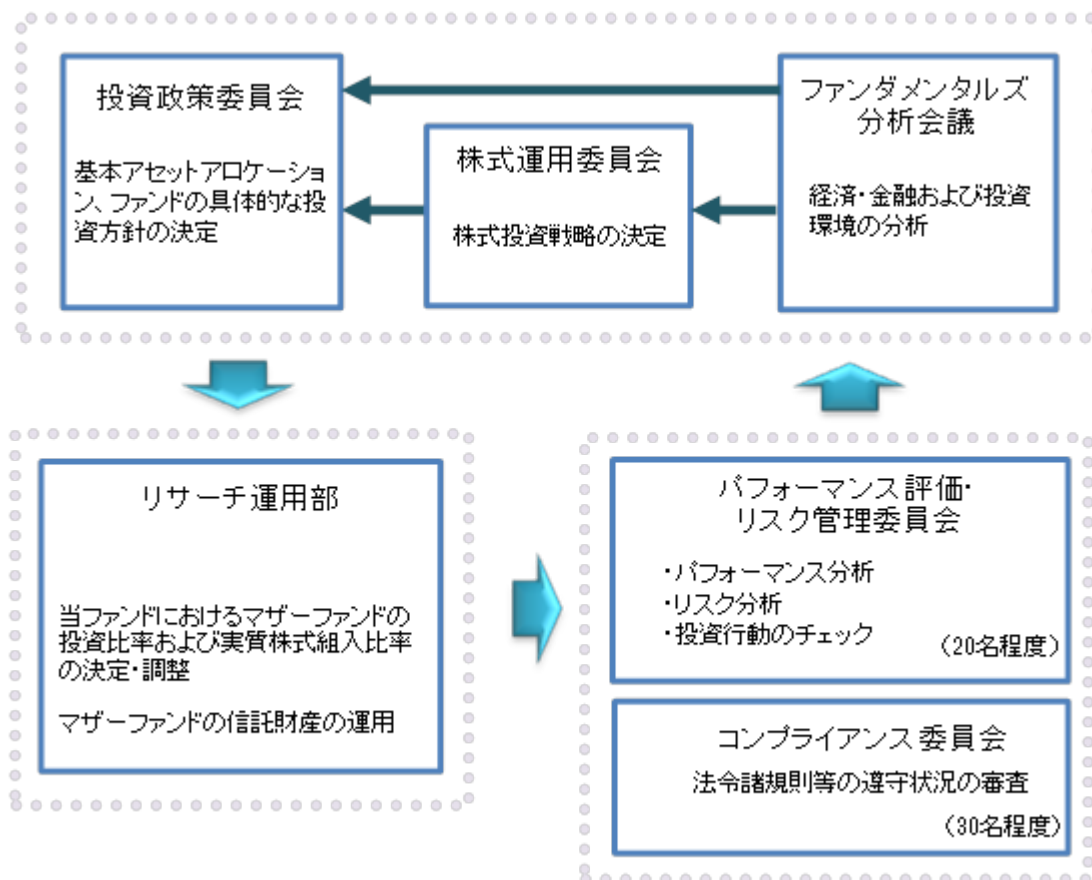 投資政策委員会
基本アセットアロケーショ
ン、ファンドの具体的な投
資方針の決定
株式運用委員会
株式投資戦略の決定
ファンダメンタルズ
分析会議
経済・金融および投資
環境の分析
リサーチ運用部
当ファンドにおけるマザーファンドの
投資比率および実質株式組入比率
の決定・調整
マザーファンドの信託財産の運用
パフォーマンス評価・
リスク管理委員会
・パフォーマンス分析
・リスク分析
・投資行動のチェック
（20名程度）
コンプライアンス委員会
法令諸規則等の遵守状況の審査
（30名程度）